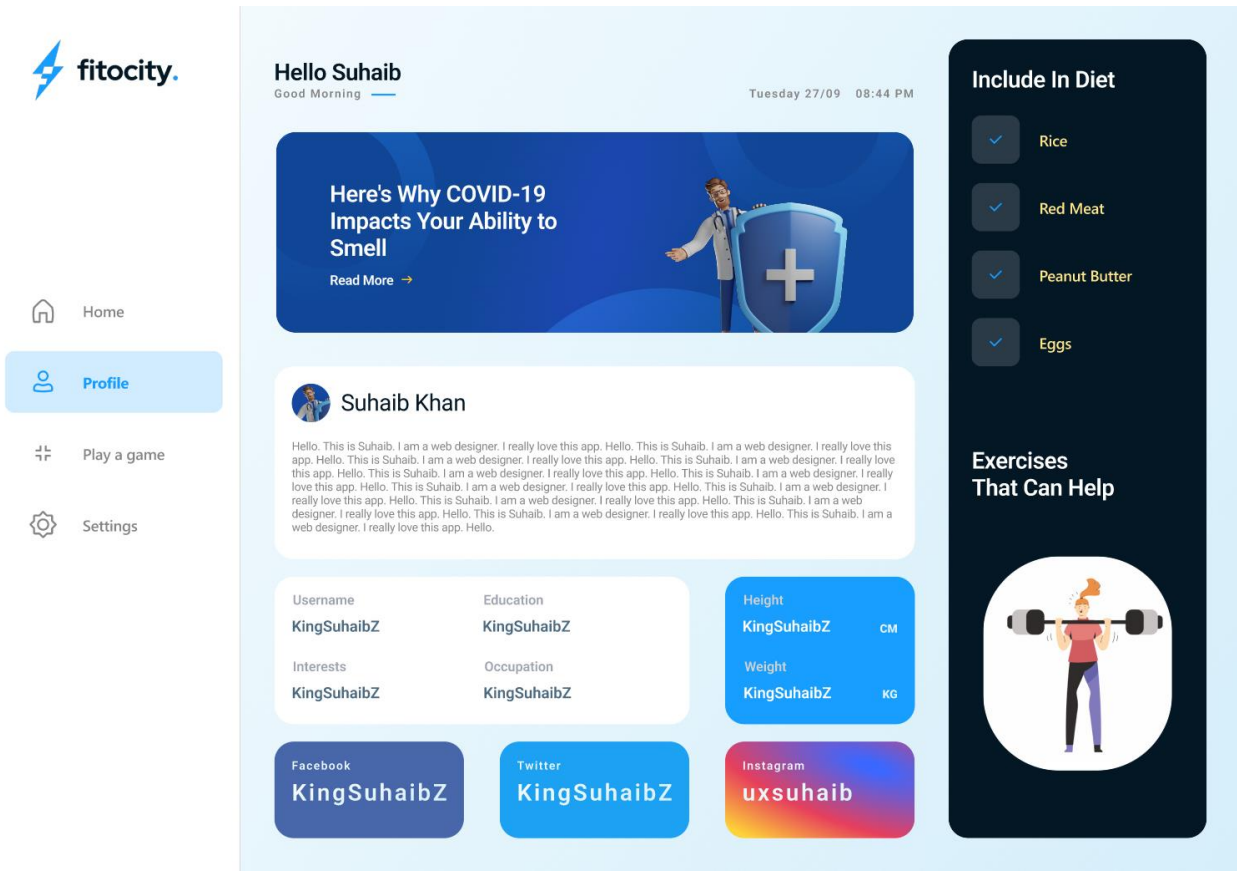 fitocity.
Home
Profile
Play a game
Settings
Hello Suhaib
Good Morning
Tuesday 27/09 08:44 PM
Here's Why COVID-19
Impacts Your Ability to
Smell
Read More →
Suhaib Khan
Hello. This is Suhaib. I am a web designer. I really love this app. Hello. This is Suhaib. I am a web designer. I really love this
app. Hello. This is Suhaib. I am a web designer. I really love this app. Hello. This is Suhaib. I am a web designer. I really love
this app. Hello. This is Suhaib. I am a web designer. I really love this app. Hello. This is Suhaib. I am a web designer. I really
love this app. Hello. This is Suhaib. I am a web designer. I really love this app. Hello. This is Suhaib. I am a web designer. I
really love this app. Hello. This is Suhaib. I am a web designer. I really love this app. Hello. This is Suhaib. I am a web
designer. I really love this app. Hello. This is Suhaib. I am a web designer. I really love this app. Hello. This is Suhaib. I am a
web designer. I really love this app. Hello.
Username
KingSuhaibZ
Education
KingSuhaibZ
Interests
KingSuhaibZ
Occupation
KingSuhaibZ
Height
KingSuhaibZ CM
Weight
KingSuhaibZ KG
Facebook
KingSuhaibZ
Twitter
KingSuhaibZ
Instagram
uxsuhaib
Include In Diet
Rice
Red Meat
Peanut Butter
Eggs
Exercises
That Can Help